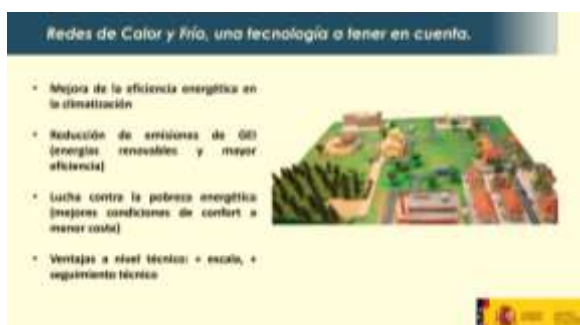 Redes de Calor y Frío, una tecnología a tener en cuenta.
• Mejora de la eficiencia energética en
la climatización
• Reducción de emisiones de GEI
(energías renovables y mayor
eficiencia)
• Lucha contra la pobreza energética
(mejores condiciones de confort a
menor coste)
• Ventajas a nivel técnico: + escala, +
seguimiento técnico